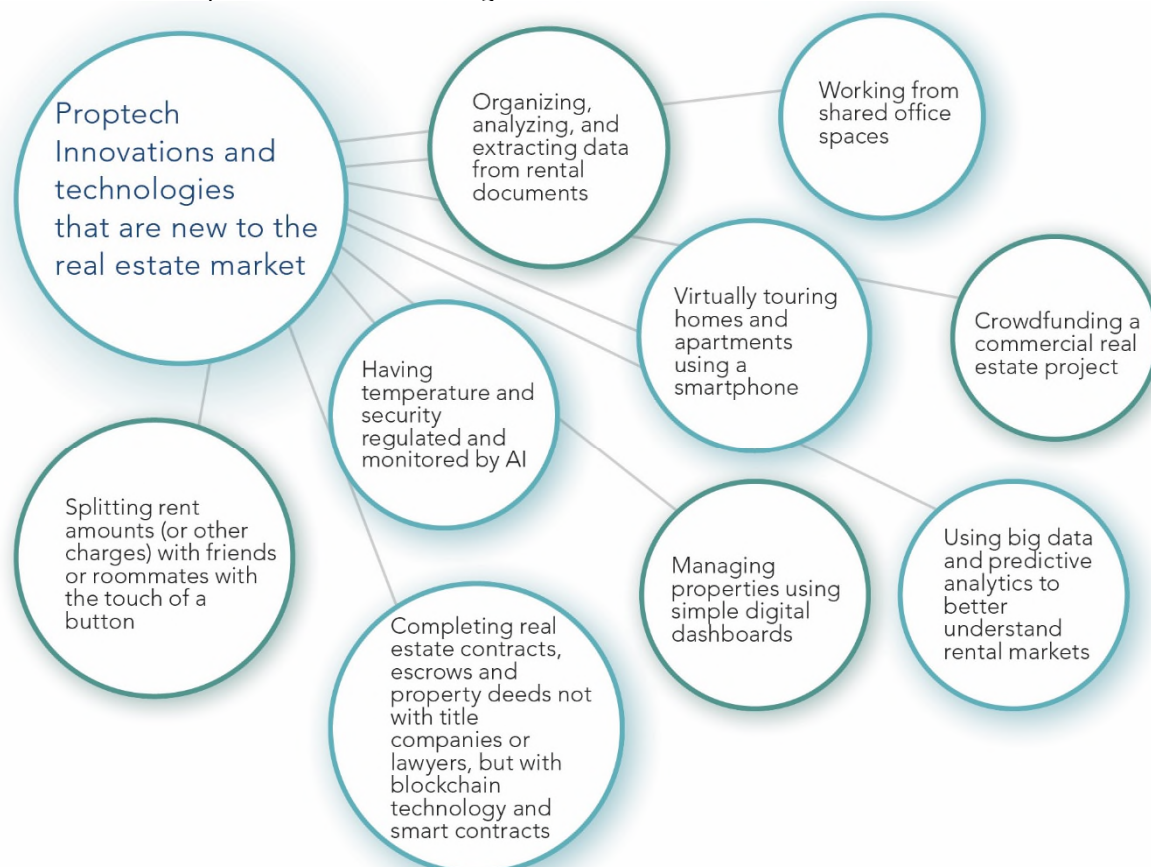 Proptech
Innovations and
technologies
that are new to the
real estate market
Organizing,
analyzing, and
extracting data
from rental
documents
Working from
shared office
spaces
Virtually touring
homes and
apartments
using a
smartphone
Crowdfunding a
commercial real
estate project
Having
temperature and
security
regulated and
monitored by AI
Splitting rent
amounts (or other
charges) with friends
or roommates with
the touch of a
button
Managing
properties using
simple digital
dashboards
Using big data
and predictive
analytics to
better
understand
rental markets
Completing real
estate contracts,
escrows and
property deeds not
with title
companies or
lawyers, but with
blockchain
technology and
smart contracts